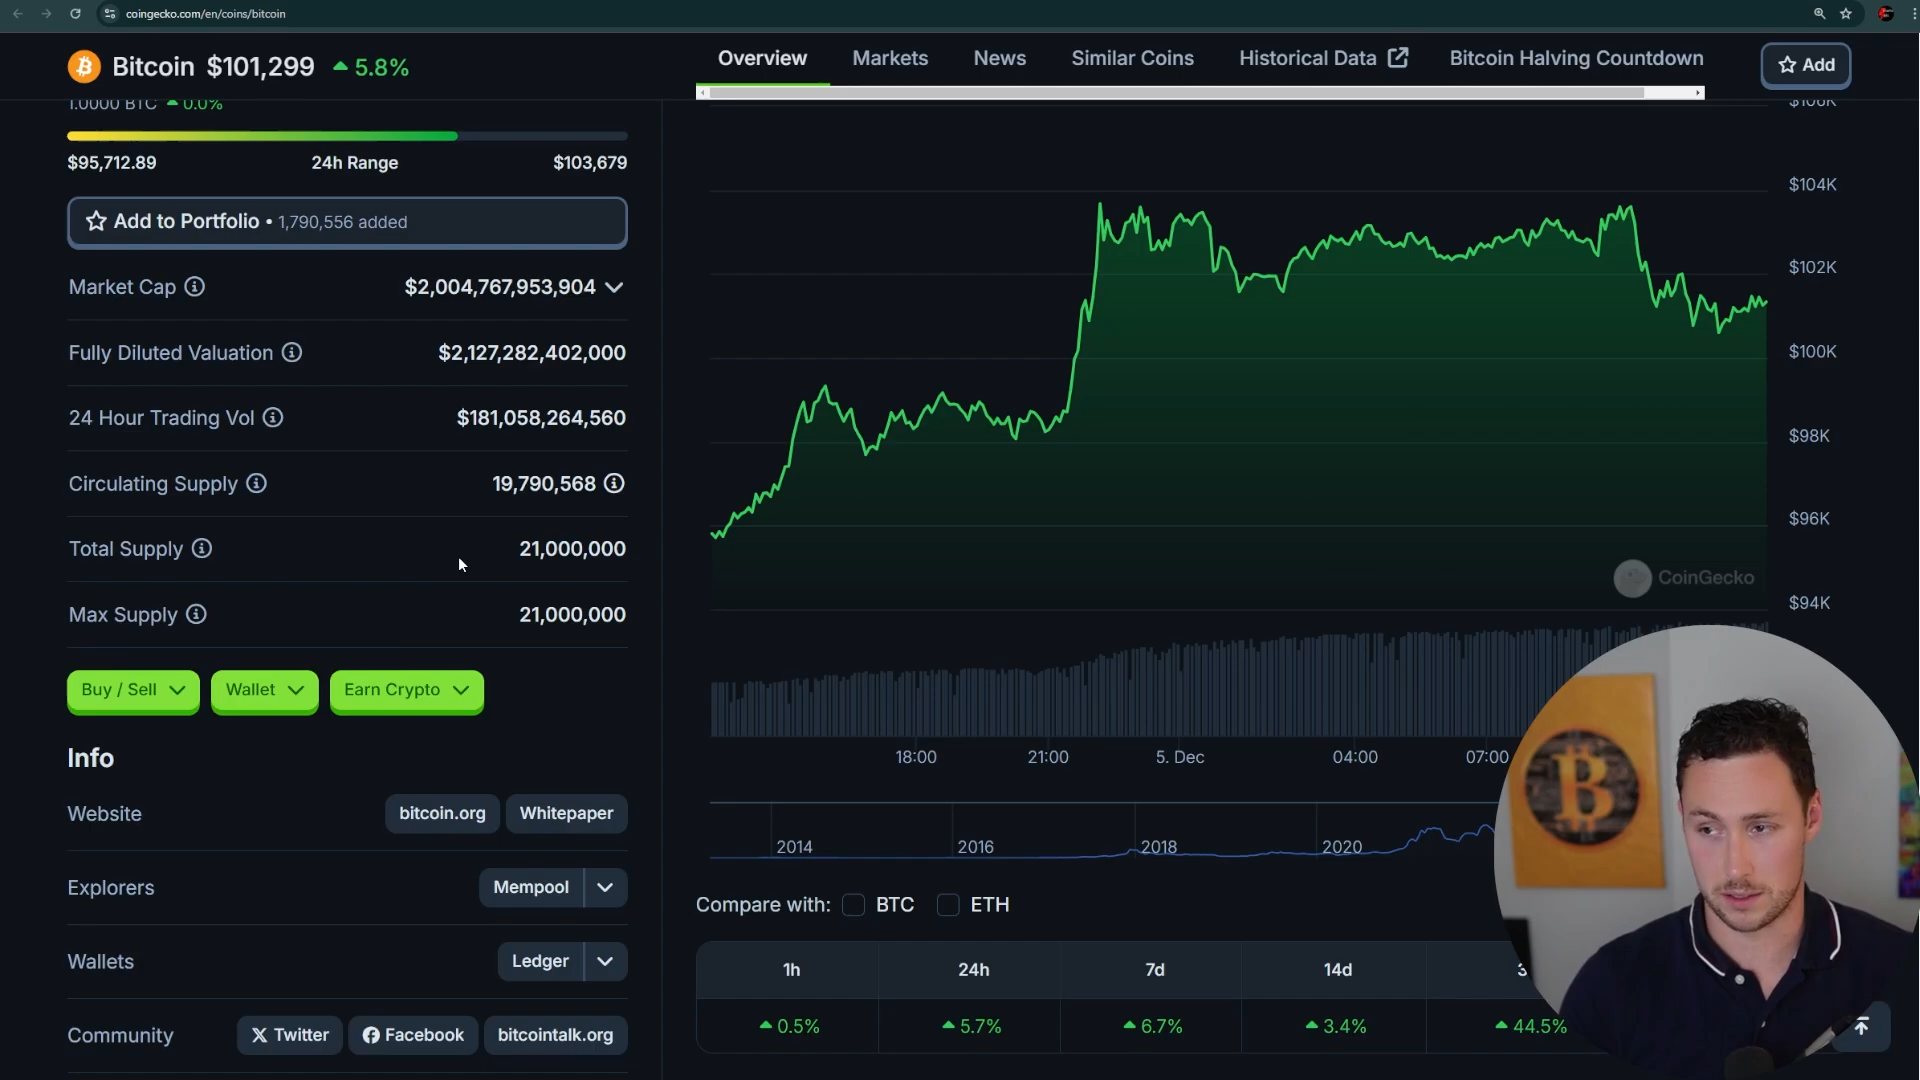 coingecko.com/en/coins/bitcoin
Bitcoin $101,299 5.8%
Overview Markets News Similar Coins Historical Data Bitcoin Halving Countdown
Add
1.0000 BTC 0.0%
$95,712.89 24h Range $103,679
Add to Portfolio • 1,790,556 added
Market Cap $2,004,767,953,904
Fully Diluted Valuation $2,127,282,402,000
24 Hour Trading Vol $181,058,264,560
Circulating Supply 19,790,568
Total Supply 21,000,000
Max Supply 21,000,000
Buy / Sell Wallet Earn Crypto
Info
Website bitcoin.org Whitepaper
Explorers Mempool
Wallets Ledger
Community Twitter Facebook bitcointalk.org
$106K
$104K
$102K
$100K
$98K
$96K
CoinGecko
$94K
18:00 21:00 5. Dec 04:00 07:00
2014 2016 2018 2020
Compare with: BTC ETH
1h 24h 7d 14d 3
0.5% 5.7% 6.7% 3.4% 44.5%